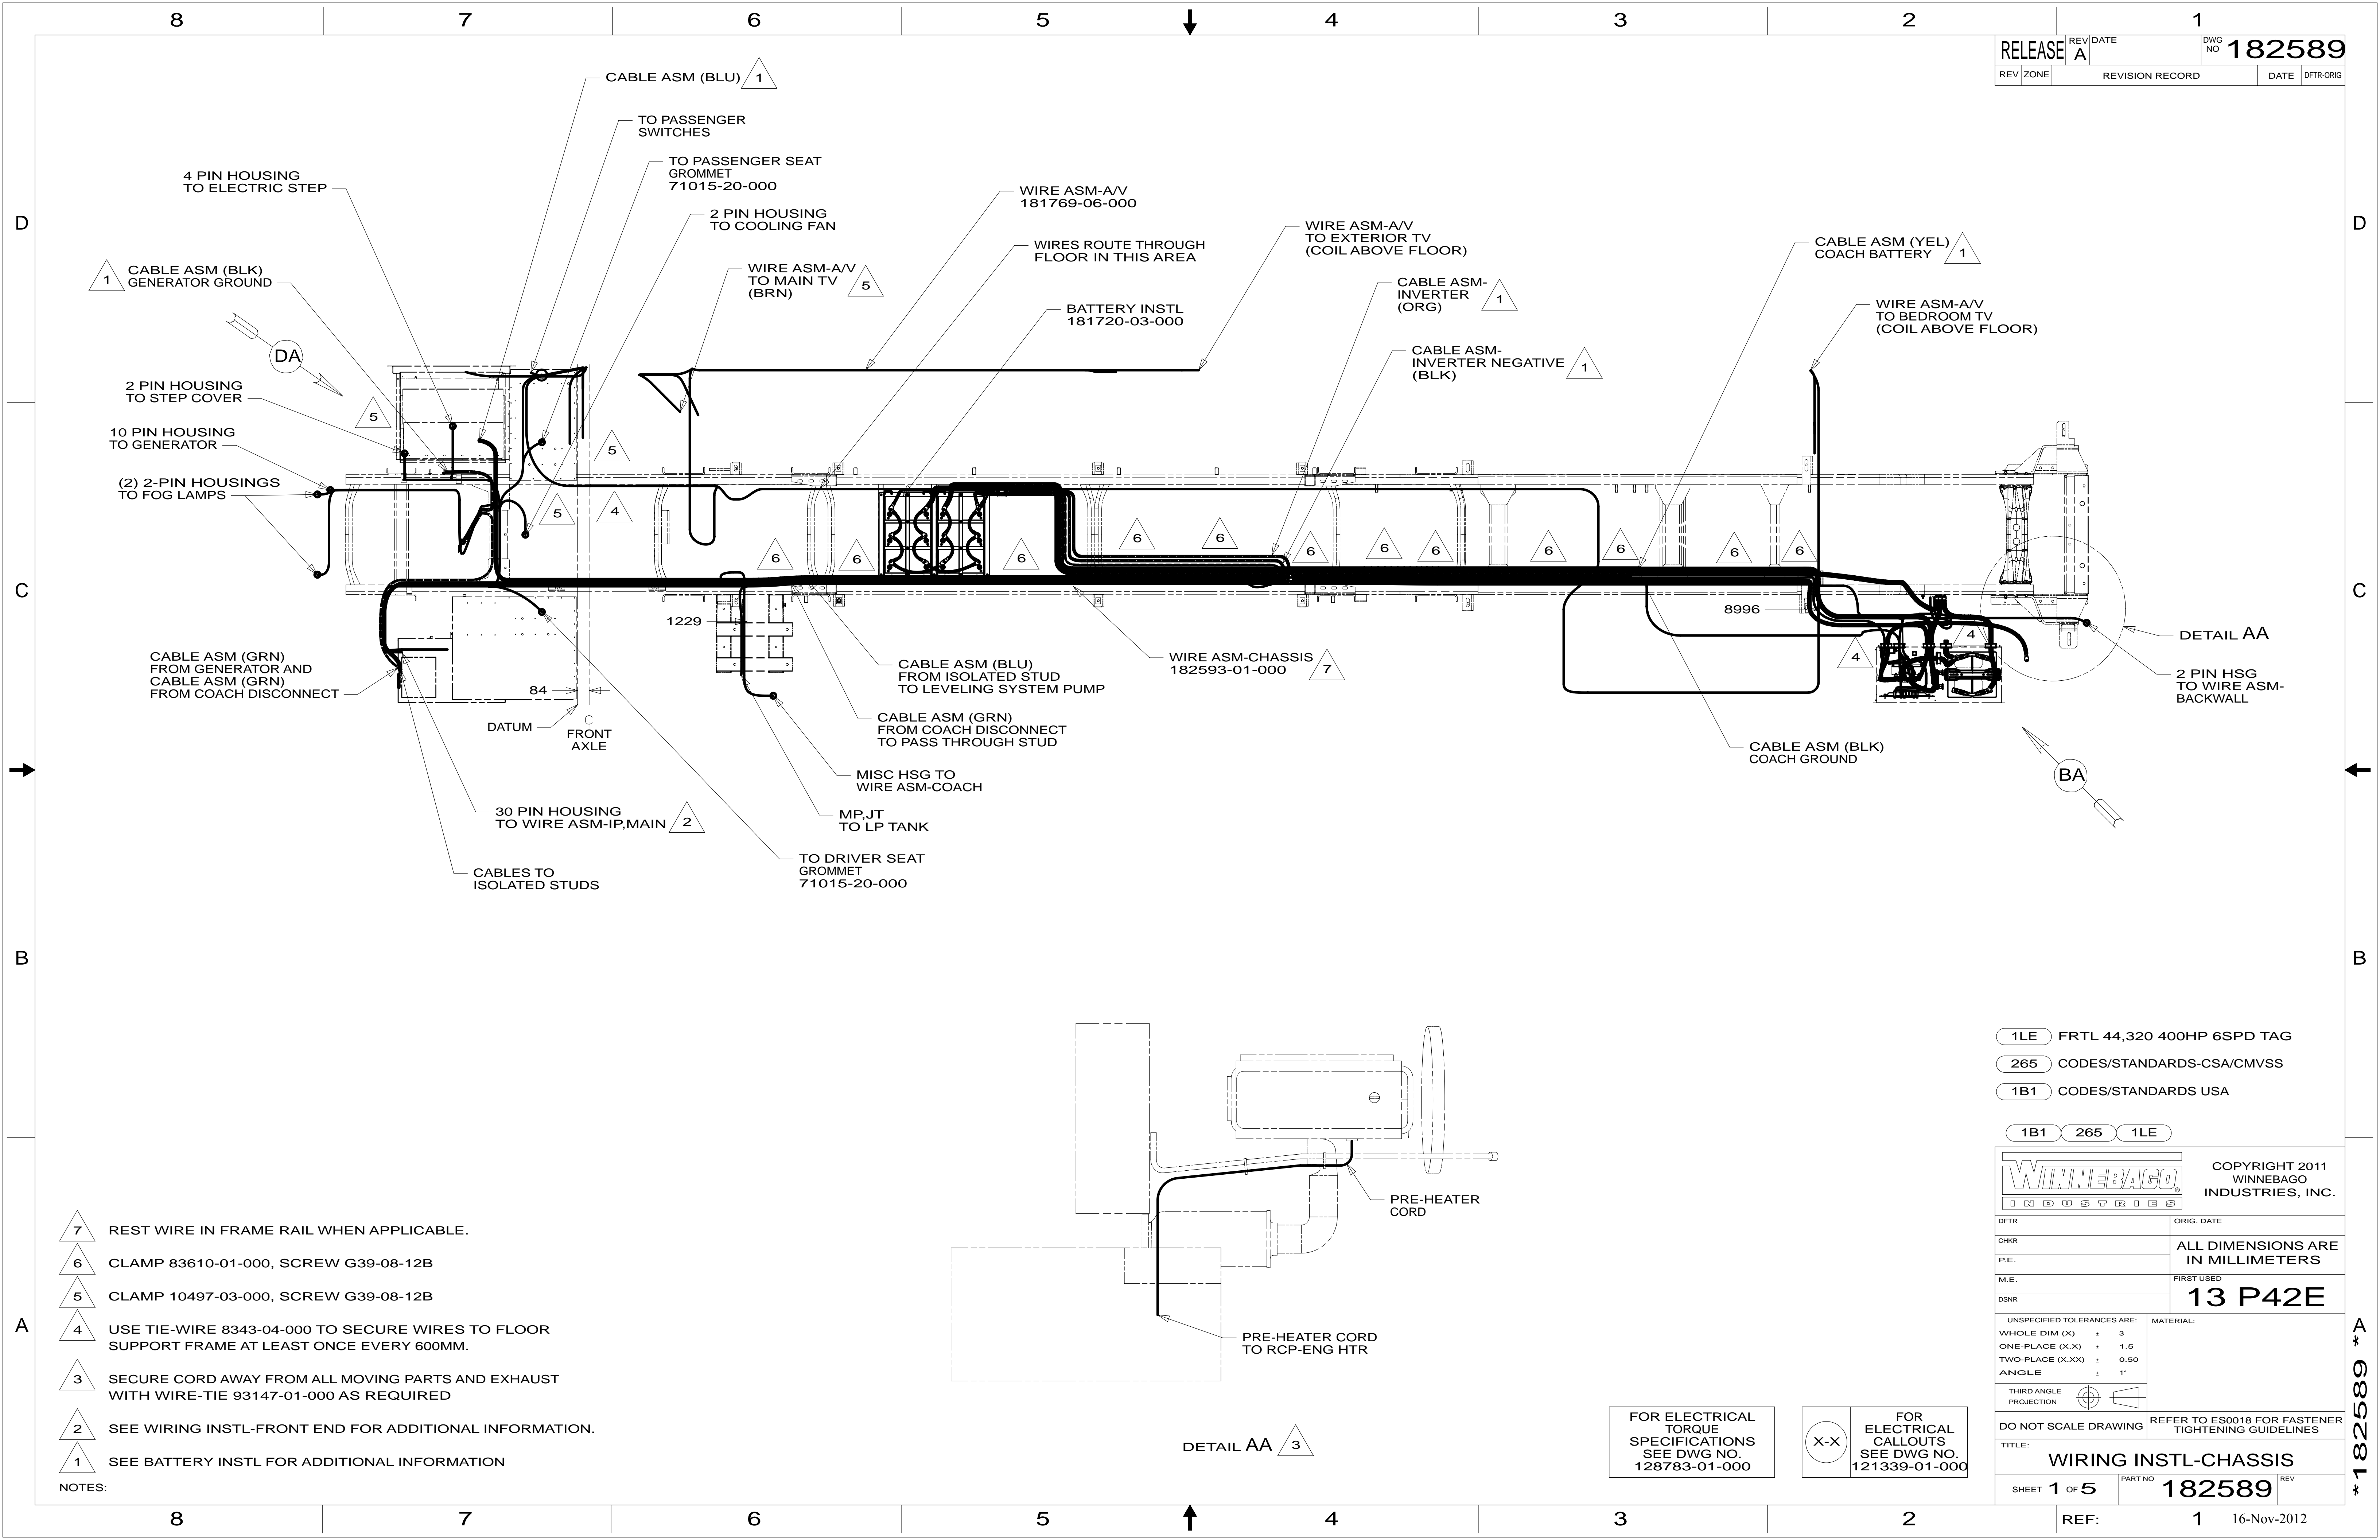 8 7 6 5 4 3 2 1
RELEASE
REV
A
DATE
DWG
NO
182589
REV ZONE REVISION RECORD DATE DFTR-ORIG
CABLE ASM (BLU) 1
TO PASSENGER
SWITCHES
TO PASSENGER SEAT
GROMMET
71015-20-000
4 PIN HOUSING
TO ELECTRIC STEP
2 PIN HOUSING
TO COOLING FAN
WIRE ASM-A/V
181769-06-000
WIRES ROUTE THROUGH
FLOOR IN THIS AREA
WIRE ASM-A/V
TO EXTERIOR TV
(COIL ABOVE FLOOR)
CABLE ASM (YEL)
COACH BATTERY 1
D
D
1 CABLE ASM (BLK)
GENERATOR GROUND
WIRE ASM-A/V
TO MAIN TV
(BRN)
5
BATTERY INSTL
181720-03-000
CABLE ASM-
INVERTER
(ORG)
1
WIRE ASM-A/V
TO BEDROOM TV
(COIL ABOVE FLOOR)
CABLE ASM-
INVERTER NEGATIVE
(BLK)
1
DA
2 PIN HOUSING
TO STEP COVER
5
10 PIN HOUSING
TO GENERATOR
5
(2) 2-PIN HOUSINGS
TO FOG LAMPS
5 4
6 6 6 6 6 6 6 6 6 6 6 6
C
C
1229
8996
4
4
DETAIL AA
CABLE ASM (GRN)
FROM GENERATOR AND
CABLE ASM (GRN)
FROM COACH DISCONNECT
84
DATUM
C
L
FRONT
AXLE
CABLE ASM (BLU)
FROM ISOLATED STUD
TO LEVELING SYSTEM PUMP
WIRE ASM-CHASSIS
182593-01-000
7
2 PIN HSG
TO WIRE ASM-
BACKWALL
CABLE ASM (GRN)
FROM COACH DISCONNECT
TO PASS THROUGH STUD
CABLE ASM (BLK)
COACH GROUND
MISC HSG TO
WIRE ASM-COACH
BA
30 PIN HOUSING
TO WIRE ASM-IP,MAIN 2
MP,JT
TO LP TANK
CABLES TO
ISOLATED STUDS
TO DRIVER SEAT
GROMMET
71015-20-000
B
B
1LE FRTL 44,320 400HP 6SPD TAG
265 CODES/STANDARDS-CSA/CMVSS
1B1 CODES/STANDARDS USA
1B1 265 1LE
PRE-HEATER
CORD
PRE-HEATER CORD
TO RCP-ENG HTR
DETAIL AA 3
7 REST WIRE IN FRAME RAIL WHEN APPLICABLE.
6 CLAMP 83610-01-000, SCREW G39-08-12B
5 CLAMP 10497-03-000, SCREW G39-08-12B
4 USE TIE-WIRE 8343-04-000 TO SECURE WIRES TO FLOOR
SUPPORT FRAME AT LEAST ONCE EVERY 600MM.
3 SECURE CORD AWAY FROM ALL MOVING PARTS AND EXHAUST
WITH WIRE-TIE 93147-01-000 AS REQUIRED
2 SEE WIRING INSTL-FRONT END FOR ADDITIONAL INFORMATION.
1 SEE BATTERY INSTL FOR ADDITIONAL INFORMATION
NOTES:
A
A
FOR ELECTRICAL
TORQUE
SPECIFICATIONS
SEE DWG NO.
128783-01-000
X-X
FOR
ELECTRICAL
CALLOUTS
SEE DWG NO.
121339-01-000
WINNEBAGO®
INDUSTRIES
COPYRIGHT 2011
WINNEBAGO
INDUSTRIES, INC.
DFTR
CHKR
P.E.
M.E.
DSNR
ORIG. DATE
ALL DIMENSIONS ARE
IN MILLIMETERS
FIRST USED
13 P42E
UNSPECIFIED TOLERANCES ARE:
WHOLE DIM (X) ± 3
ONE-PLACE (X.X) ± 1.5
TWO-PLACE (X.XX) ± 0.50
ANGLE ± 1°
MATERIAL:
THIRD ANGLE
PROJECTION
DO NOT SCALE DRAWING
REFER TO ES0018 FOR FASTENER
TIGHTENING GUIDELINES
TITLE:
WIRING INSTL-CHASSIS
SHEET 1 OF 5
PART NO
182589
REV
*182589*
8 7 6 5 4 3 2 1
REF:
16-Nov-2012